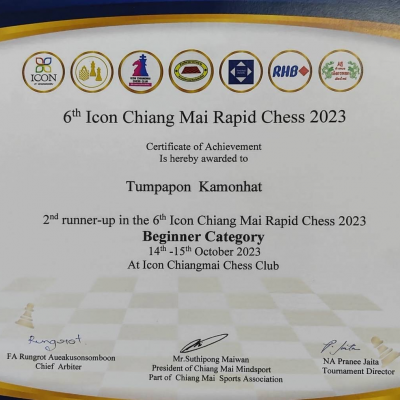 ICON
RHB
6th Icon Chiang Mai Rapid Chess 2023
Certificate of Achievement
Is hereby awarded to
Tumpapon Kamonhat
2nd runner-up in the 6th Icon Chiang Mai Rapid Chess 2023
Beginner Category
14th -15th October 2023
At Icon Chiangmai Chess Club
Rungrot
FA Rungrot Aueakusonsomboon
Chief Arbiter
Mr.Suthipong Maiwan
President of Chiang Mai Mindsport
Part of Chiang Mai Sports Association
P. Jaita
NA Pranee Jaita
Tournament Director